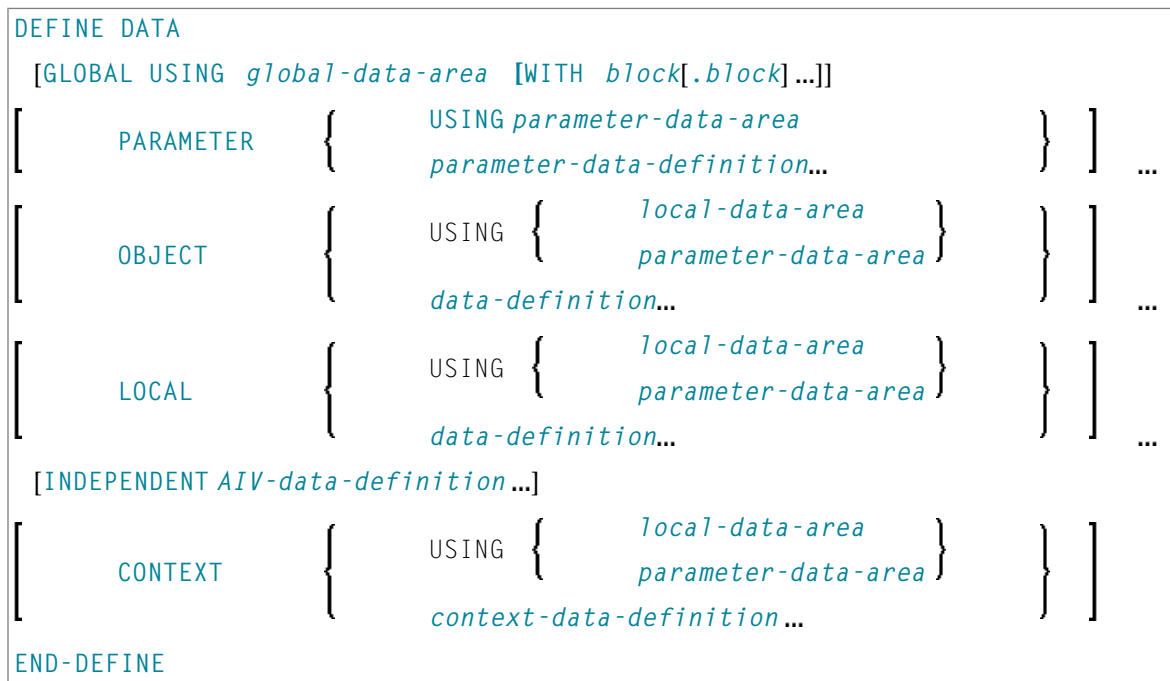 DEFINE DATA
[GLOBAL USING global-data-area [WITH block[.block] ...]]
USING parameter-data-area
PARAMETER
parameter-data-definition...
...
local-data-area
USING
parameter-data-area
OBJECT
data-definition...
...
local-data-area
USING
parameter-data-area
LOCAL
data-definition...
...
[INDEPENDENT AIV-data-definition ...]
local-data-area
USING
parameter-data-area
CONTEXT
context-data-definition ...
END-DEFINE